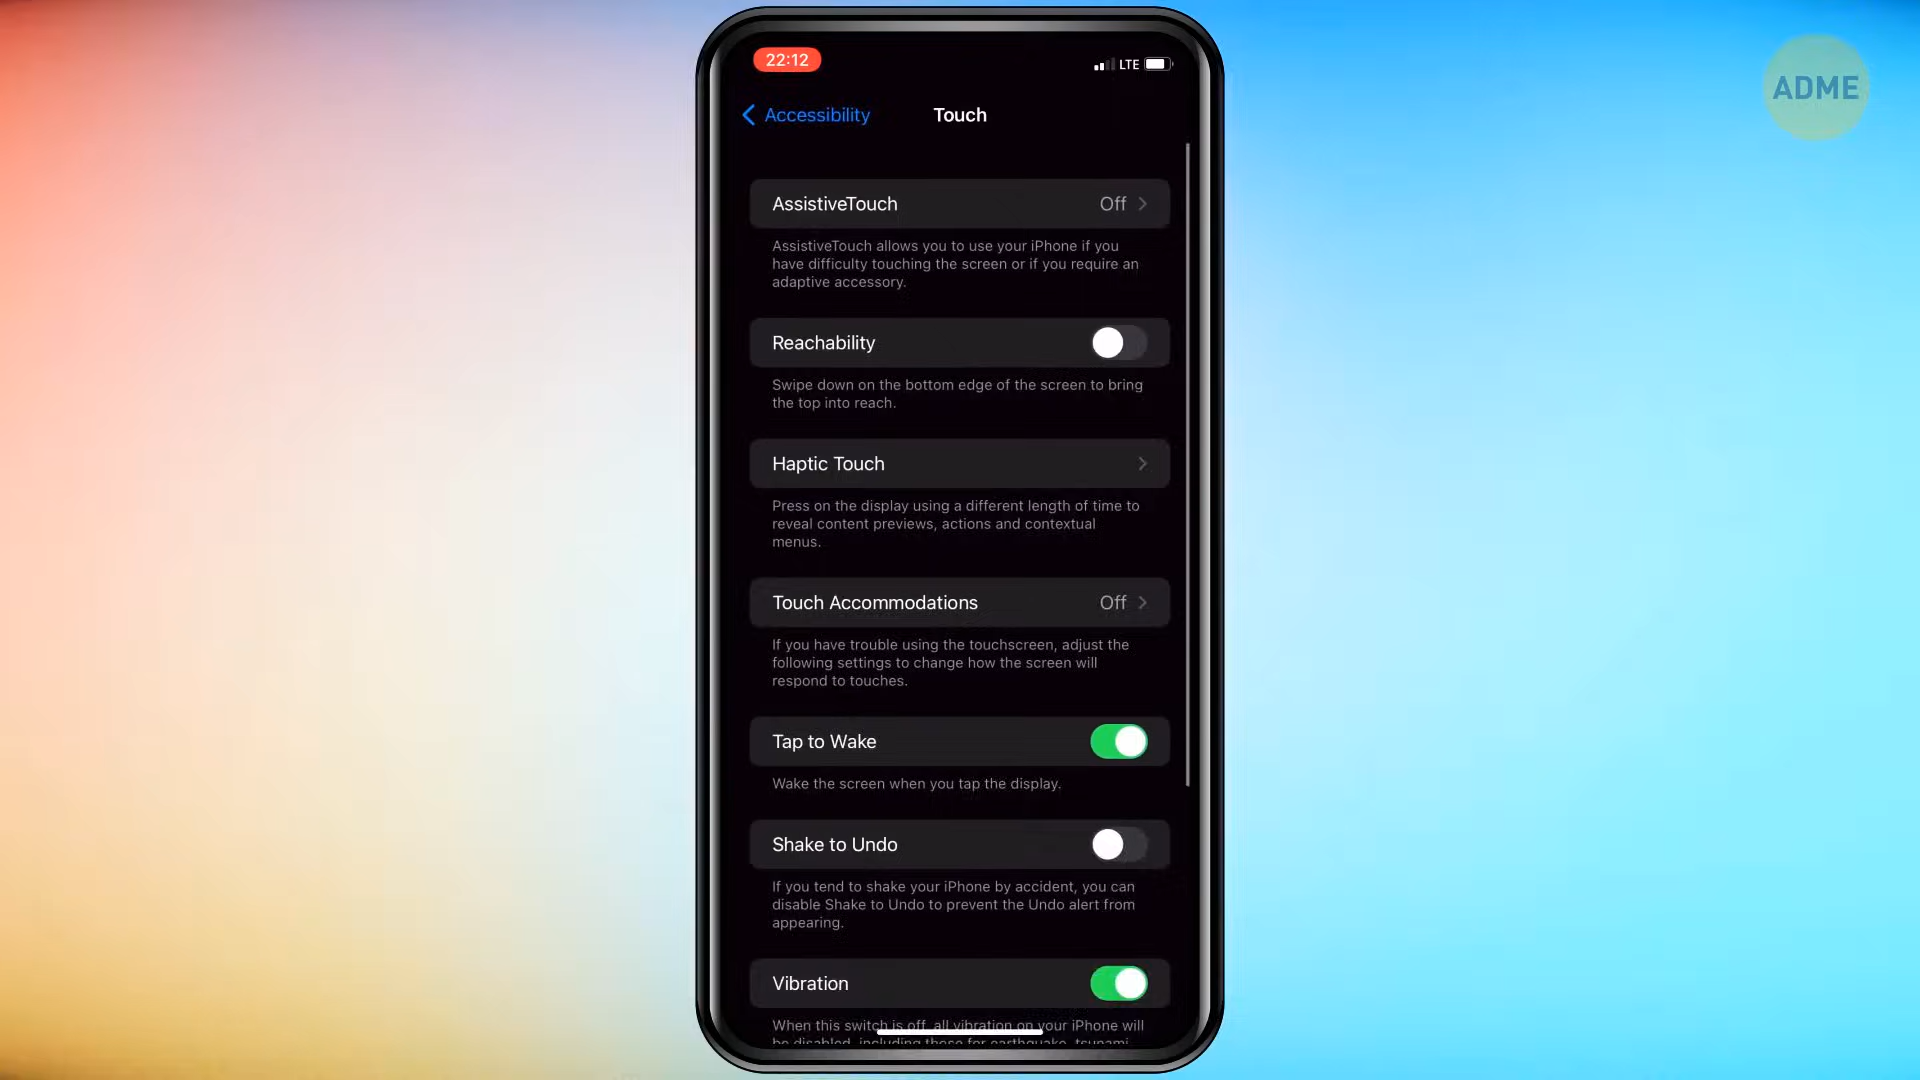 22:12
LTE
ADME
Accessibility
Touch
AssistiveTouch Off
AssistiveTouch allows you to use your iPhone if you
have difficulty touching the screen or if you require an
adaptive accessory.
Reachability
Swipe down on the bottom edge of the screen to bring
the top into reach.
Haptic Touch
Press on the display using a different length of time to
reveal content previews, actions and contextual
menus.
Touch Accommodations Off
If you have trouble using the touchscreen, adjust the
following settings to change how the screen will
respond to touches.
Tap to Wake
Wake the screen when you tap the display.
Shake to Undo
If you tend to shake your iPhone by accident, you can
disable Shake to Undo to prevent the Undo alert from
appearing.
Vibration
When this switch is off, all vibration on your iPhone will
be disabled, including those for earthquake, tsunami